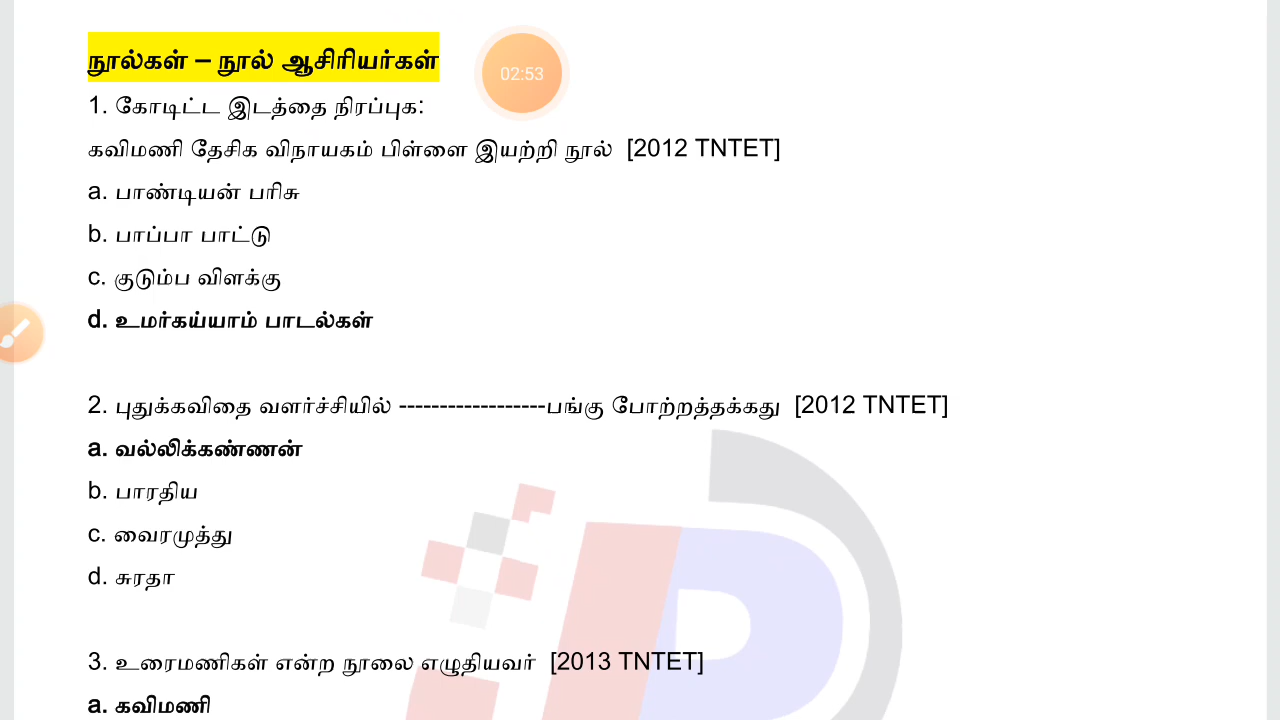 நூல்கள் – நூல் ஆசிரியர்கள்
02:53
1. கோடிட்ட இடத்தை நிரப்புக:
கவிமணி தேசிக விநாயகம் பிள்ளை இயற்றி நூல் [2012 TNTET]
a. பாண்டியன் பரிசு
b. பாப்பா பாட்டு
c. குடும்ப விளக்கு
d. உமர்கய்யாம் பாடல்கள்
2. புதுக்கவிதை வளர்ச்சியில் ------------------பங்கு போற்றத்தக்கது [2012 TNTET]
a. வல்லிக்கண்ணன்
b. பாரதிய
c. வைரமுத்து
d. சுரதா
3. உரைமணிகள் என்ற நூலை எழுதியவர் [2013 TNTET]
a. கவிமணி